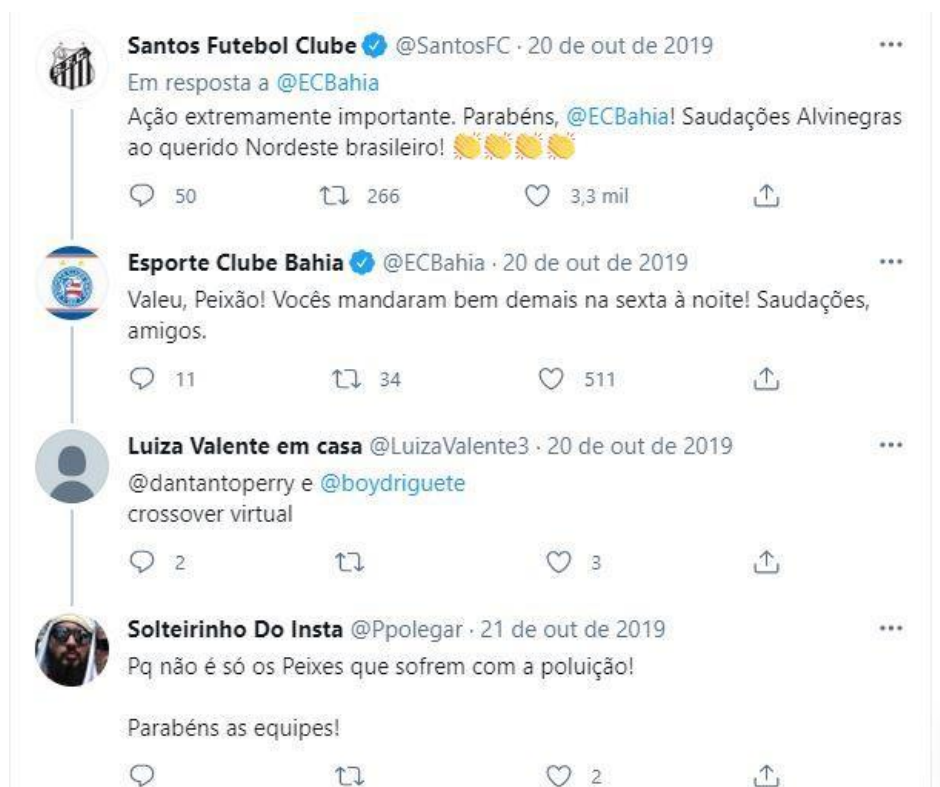 Santos Futebol Clube @SantosFC · 20 de out de 2019
Em resposta a @ECBahia
Ação extremamente importante. Parabéns, @ECBahia! Saudações Alvinegras
ao querido Nordeste brasileiro! 👏👏👏👏
50 266 3,3 mil
Esporte Clube Bahia @ECBahia · 20 de out de 2019
Valeu, Peixão! Vocês mandaram bem demais na sexta à noite! Saudações,
amigos.
11 34 511
Luiza Valente em casa @LuizaValente3 · 20 de out de 2019
@dantantoperry e @boydriguete
crossover virtual
2 3
Solteirinho Do Insta @Ppolegar · 21 de out de 2019
Pq não é só os Peixes que sofrem com a poluição!
Parabéns as equipes!
2